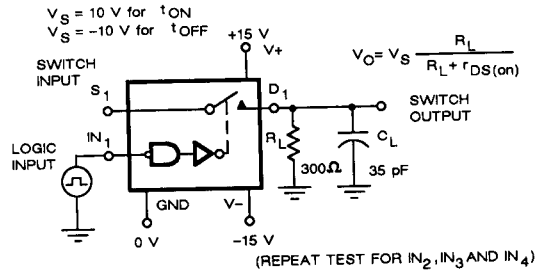 V_S = 10 V for t_ON
V_S = -10 V for t_OFF
+15 V
V+
V_O = V_S R_L / R_L + r_DS(on)
SWITCH INPUT
S_1
D_1
SWITCH OUTPUT
IN_1
LOGIC INPUT
R_L
300Ω
C_L
35 pF
GND
V-
0 V
-15 V
(REPEAT TEST FOR IN_2, IN_3 AND IN_4)